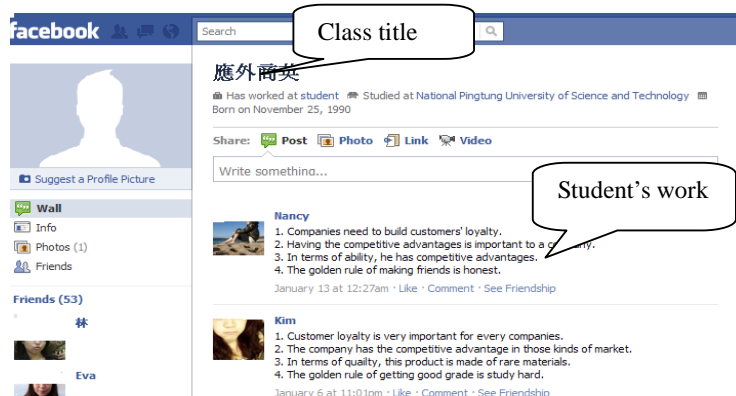 facebook
Search
Class title
應外商英
Has worked at student Studied at National Pingtung University of Science and Technology
Born on November 25, 1990
Share: Post Photo Link Video
Write something...
Suggest a Profile Picture
Student's work
Wall
Info
Photos (1)
Friends
Friends (53)
林
Eva
Nancy
1. Companies need to build customers' loyalty.
2. Having the competitive advantages is important to a company.
3. In terms of ability, he has competitive advantages.
4. The golden rule of making friends is honest.
January 13 at 12:27am · Like · Comment · See Friendship
Kim
1. Customer loyalty is very important for every companies.
2. The company has the competitive advantage in those kinds of market.
3. In terms of quailty, this product is made of rare materials.
4. The golden rule of getting good grade is study hard.
January 6 at 11:01pm · Like · Comment · See Friendship